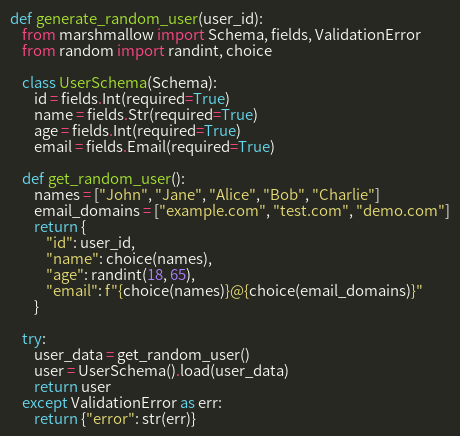 def generate_random_user(user_id):
    from marshmallow import Schema, fields, ValidationError
    from random import randint, choice

    class UserSchema(Schema):
        id = fields.Int(required=True)
        name = fields.Str(required=True)
        age = fields.Int(required=True)
        email = fields.Email(required=True)

    def get_random_user():
        names = ["John", "Jane", "Alice", "Bob", "Charlie"]
        email_domains = ["example.com", "test.com", "demo.com"]
        return {
            "id": user_id,
            "name": choice(names),
            "age": randint(18, 65),
            "email": f"{choice(names)}@{choice(email_domains)}"
        }

    try:
        user_data = get_random_user()
        user = UserSchema().load(user_data)
        return user
    except ValidationError as err:
        return {"error": str(err)}